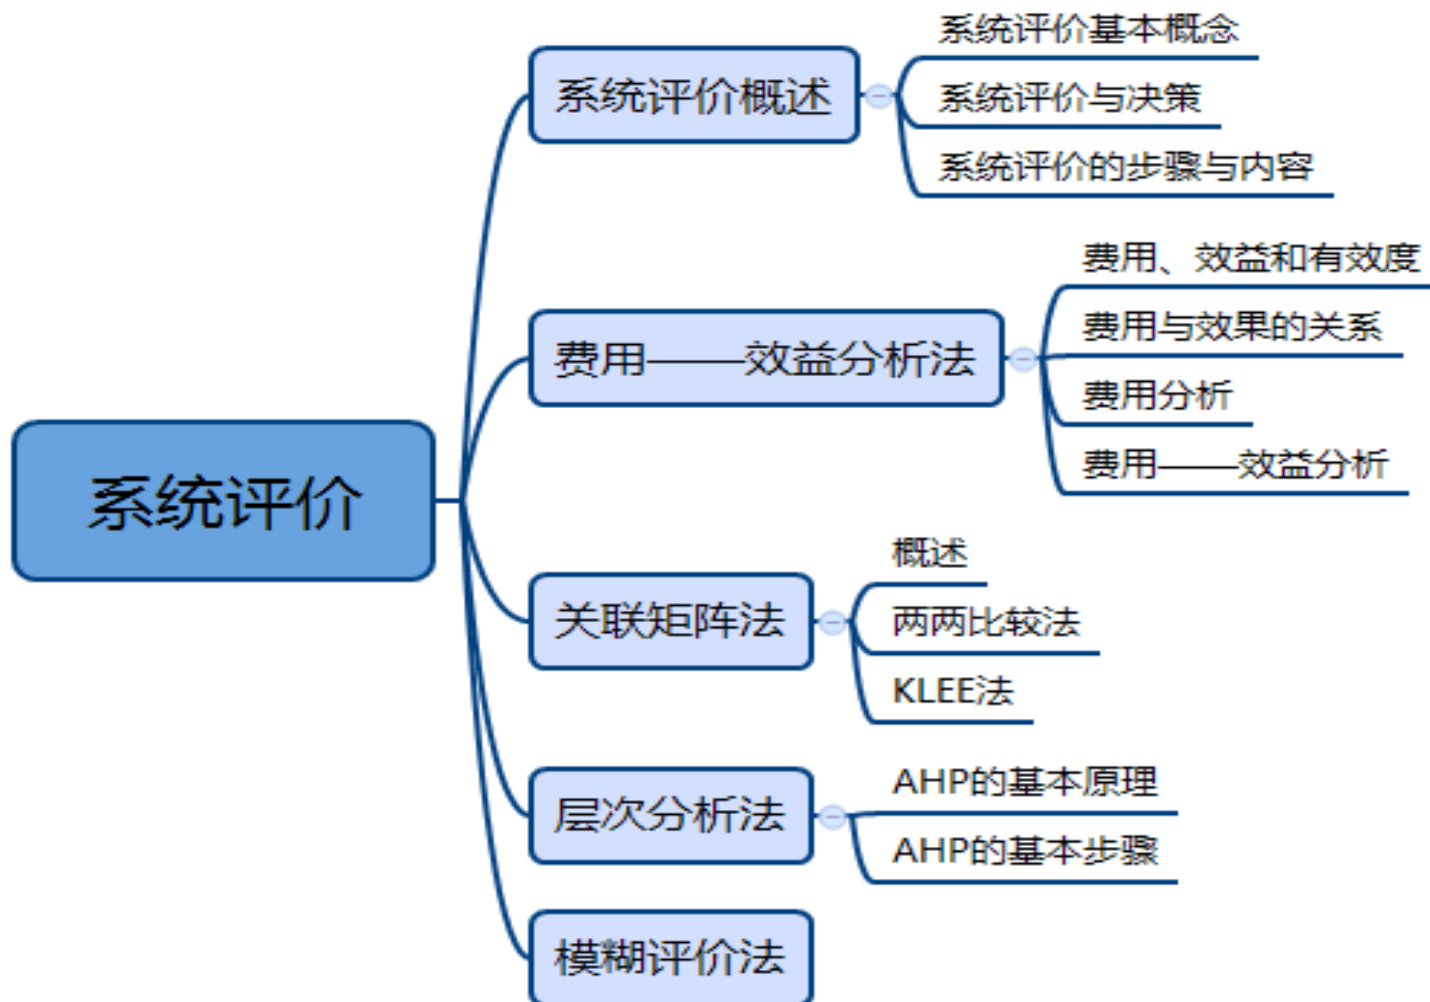 系统评价
系统评价概述
系统评价基本概念
系统评价与决策
系统评价的步骤与内容
费用——效益分析法
费用、效益和有效度
费用与效果的关系
费用分析
费用——效益分析
关联矩阵法
概述
两两比较法
KLEE法
层次分析法
AHP的基本原理
AHP的基本步骤
模糊评价法